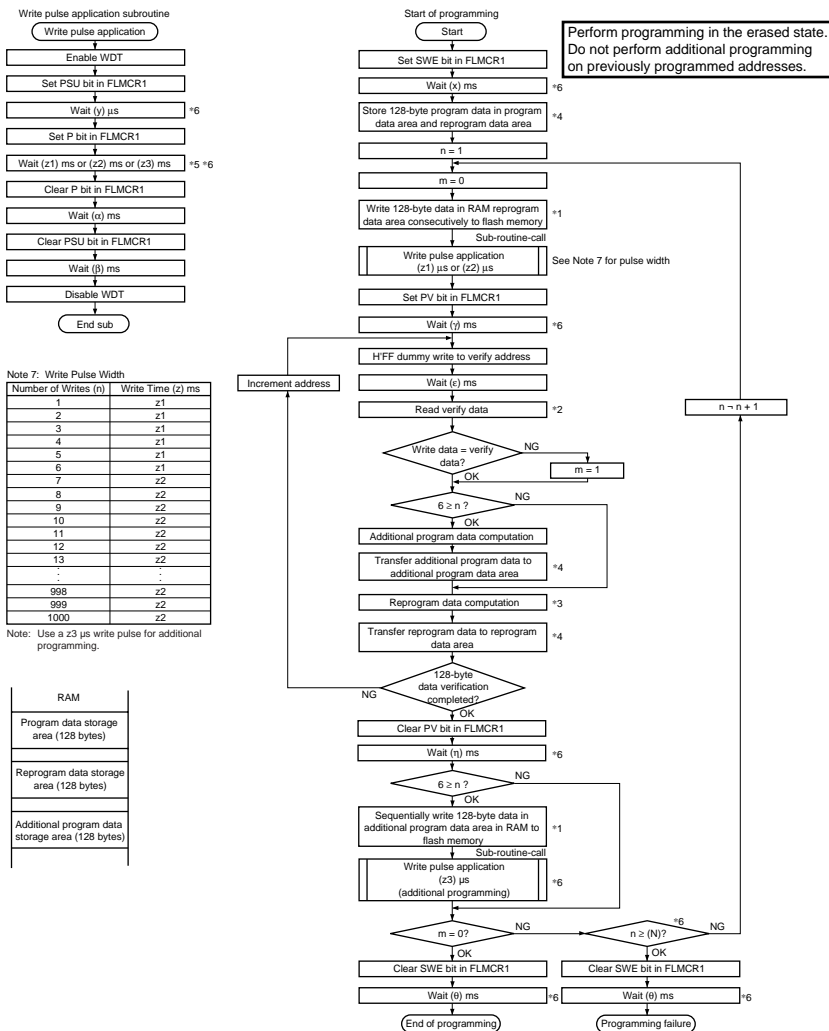 Write pulse application subroutine
Write pulse application
Enable WDT
Set PSU bit in FLMCR1
Wait (y) µs
*6
Set P bit in FLMCR1
Wait (z1) ms or (z2) ms or (z3) ms
*5 *6
Clear P bit in FLMCR1
Wait (α) ms
Clear PSU bit in FLMCR1
Wait (β) ms
Disable WDT
End sub
Note 7: Write Pulse Width
Number of Writes (n) Write Time (z) ms
1 z1
2 z1
3 z1
4 z1
5 z1
6 z1
7 z2
8 z2
9 z2
10 z2
11 z2
12 z2
13 z2
⋮ ⋮
998 z2
999 z2
1000 z2
Note: Use a z3 µs write pulse for additional
programming.
RAM
Program data storage
area (128 bytes)
Reprogram data storage
area (128 bytes)
Additional program data
storage area (128 bytes)
Start of programming
Start
Set SWE bit in FLMCR1
Wait (x) ms
*6
Store 128-byte program data in program
data area and reprogram data area
*4
n = 1
m = 0
Write 128-byte data in RAM reprogram
data area consecutively to flash memory
*1
Sub-routine-call
Write pulse application
(z1) µs or (z2) µs
See Note 7 for pulse width
Set PV bit in FLMCR1
Wait (γ) ms
*6
H'FF dummy write to verify address
Increment address
Wait (ε) ms
Read verify data
*2
n ¬ n + 1
Write data = verify
data?
NG
m = 1
OK
6 ≥ n ?
NG
OK
Additional program data computation
Transfer additional program data to
additional program data area
*4
Reprogram data computation
*3
Transfer reprogram data to reprogram
data area
*4
128-byte
data verification
completed?
NG
OK
Clear PV bit in FLMCR1
Wait (η) ms
*6
6 ≥ n ?
NG
OK
Sequentially write 128-byte data in
additional program data area in RAM to
flash memory
*1
Sub-routine-call
Write pulse application
(z3) µs
(additional programming)
*6
m = 0?
NG
OK
n ≥ (N)?
*6
NG
OK
Clear SWE bit in FLMCR1
Clear SWE bit in FLMCR1
Wait (θ) ms
*6
Wait (θ) ms
*6
End of programming
Programming failure
Perform programming in the erased state.
Do not perform additional programming
on previously programmed addresses.